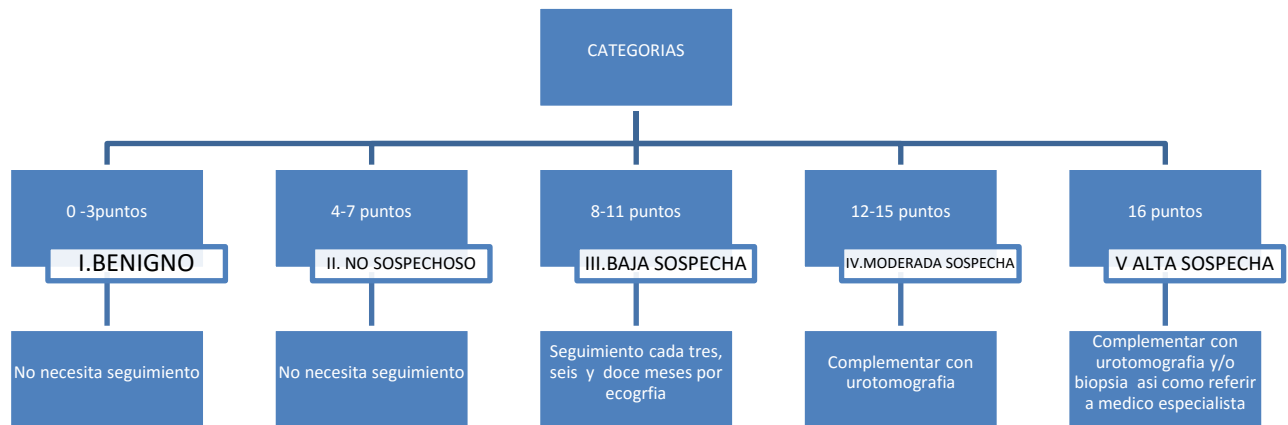 CATEGORIAS
0 -3puntos
I.BENIGNO
No necesita seguimiento
4-7 puntos
II. NO SOSPECHOSO
No necesita seguimiento
8-11 puntos
III.BAJA SOSPECHA
Seguimiento cada tres,
seis y doce meses por
ecogrfia
12-15 puntos
IV.MODERADA SOSPECHA
Complementar con
urotomografia
16 puntos
V ALTA SOSPECHA
Complementar con
urotomografia y/o
biopsia asi como referir
a medico especialista